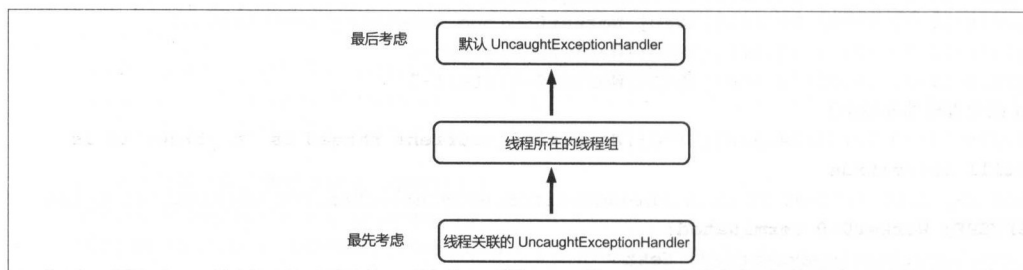 最后考虑
默认 UncaughtExceptionHandler
线程所在的线程组
最先考虑
线程关联的 UncaughtExceptionHandler